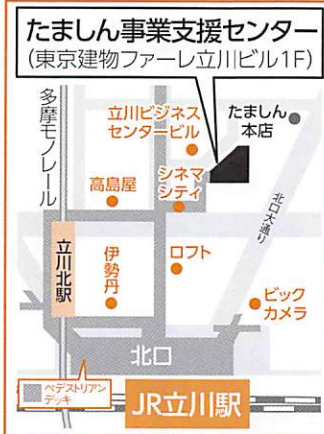 たましん事業支援センター
(東京建物ファーレ立川ビル1F)
多摩モノレール
立川ビジネス
センタービル
たましん
本店
高島屋
シネマ
シティ
北口大通り
立川北駅
伊勢丹
ロフト
ビック
カメラ
北口
ペデストリアン
デッキ
JR立川駅